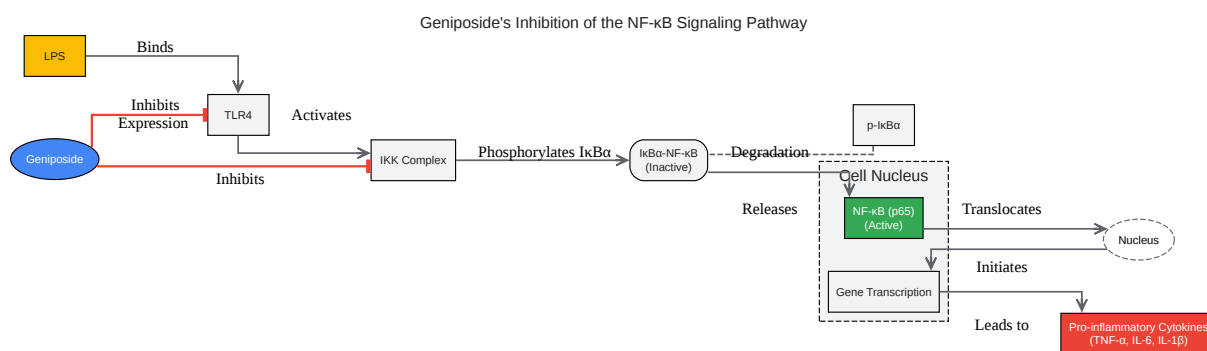 Geniposide's Inhibition of the NF-κB Signaling Pathway
LPS
Binds
Inhibits
Expression
TLR4
Activates
Geniposide
Inhibits
IKK Complex
Phosphorylates IκBα
IκBα-NF-κB
(Inactive)
Degradation
p-IκBα
Releases
Cell Nucleus
NF-κB (p65)
(Active)
Translocates
Nucleus
Initiates
Gene Transcription
Leads to
Pro-inflammatory Cytokines
(TNF-α, IL-6, IL-1β)